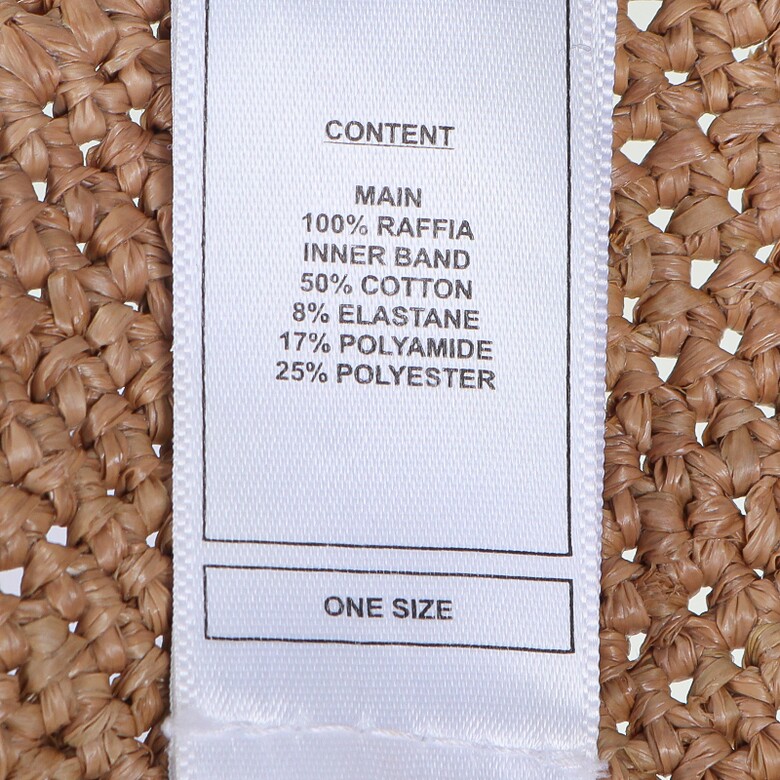 CONTENT
MAIN
100% RAFFIA
INNER BAND
50% COTTON
8% ELASTANE
17% POLYAMIDE
25% POLYESTER
ONE SIZE